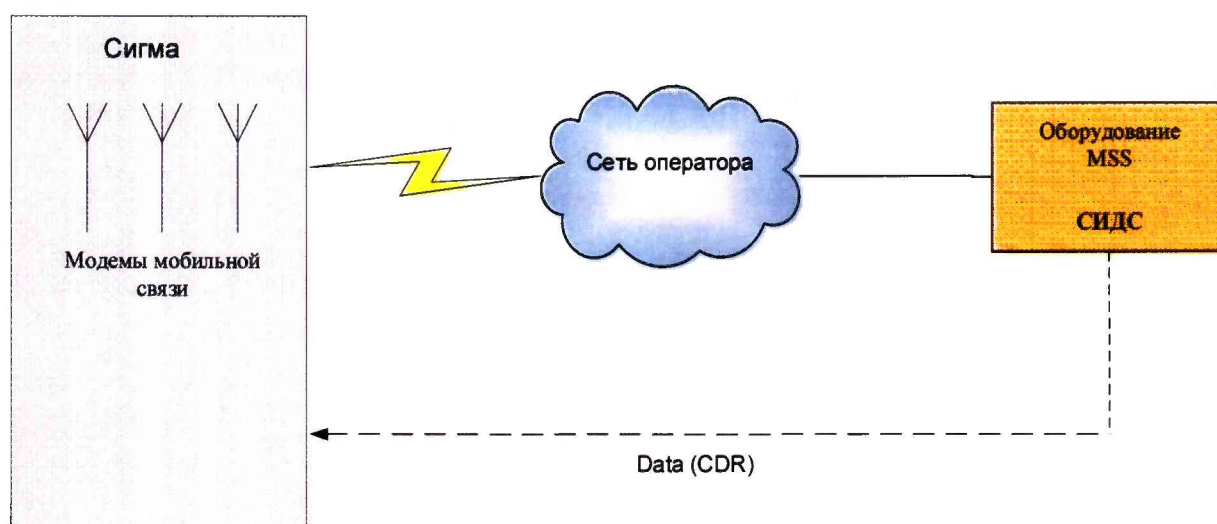 Сигма
Модемы мобильной
связи
Сеть оператора
Оборудование
MSS
СИДС
Data (CDR)